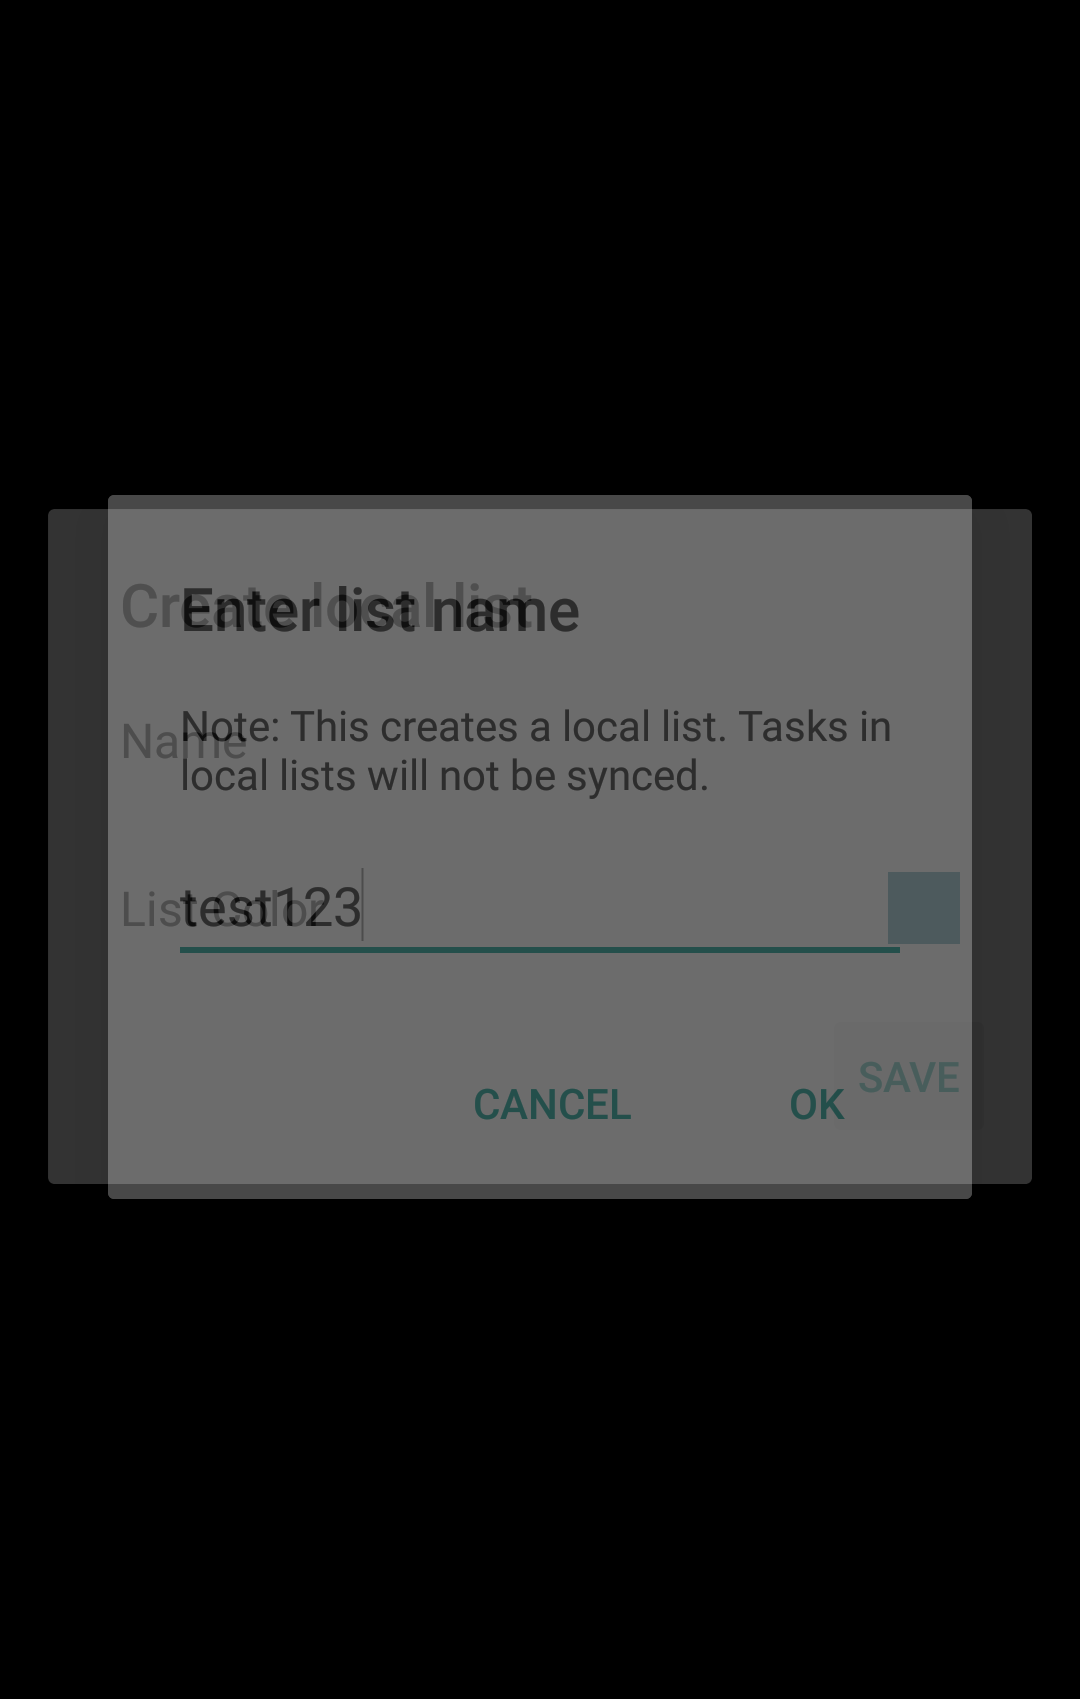 Create local list
Enter list name
Name
Note: This creates a local list. Tasks in
local lists will not be synced.
List Color
test123
SAVE
CANCEL
OK